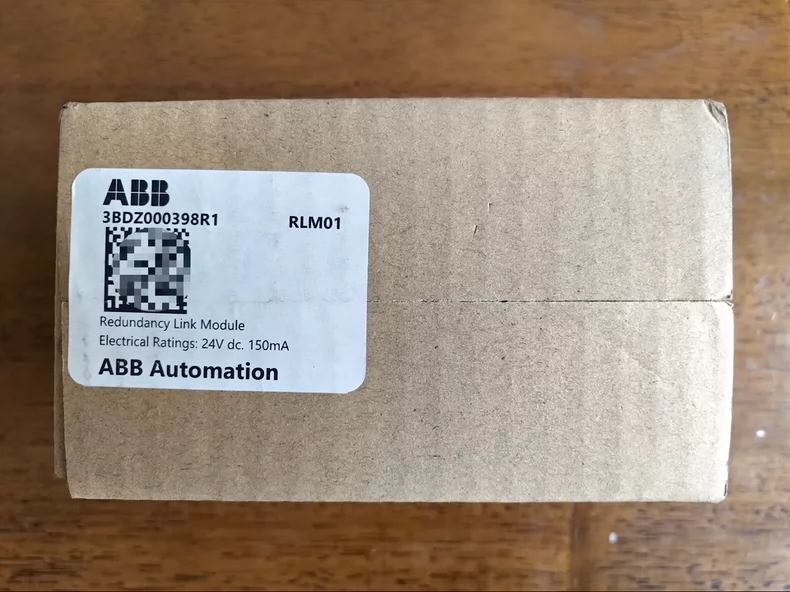 ABB
3BDZ000398R1 RLM01
Redundancy Link Module
Electrical Ratings: 24V dc. 150mA
ABB Automation